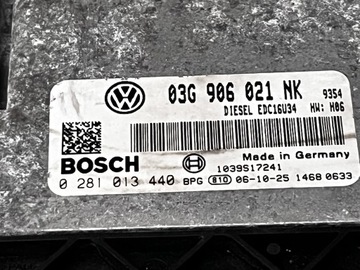 03G 906 021 NK 9354
DIESEL EDC16U34 HW: H06
BOSCH Made in Germany
1039S17241
0 281 013 440 BPG 810 06-10-25 1468 0633